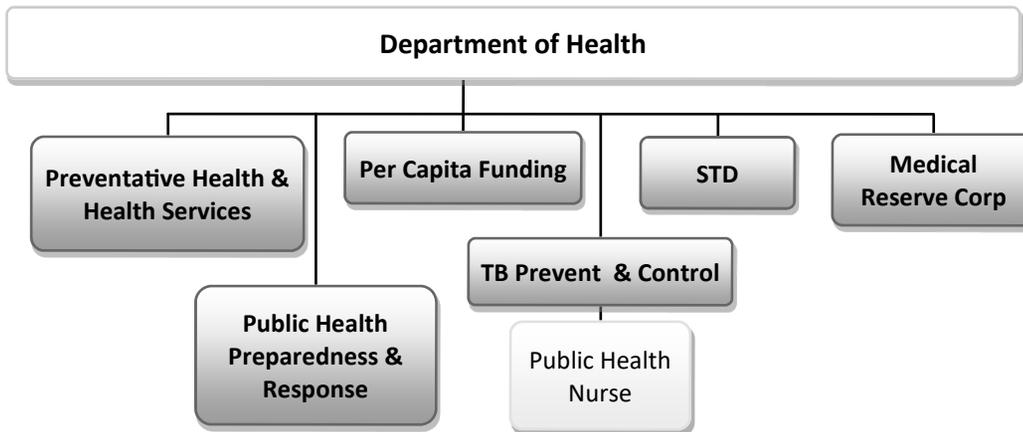 Department of Health
Preventative Health &
Health Services
Per Capita Funding
STD
Medical
Reserve Corp
TB Prevent & Control
Public Health
Preparedness &
Response
Public Health
Nurse